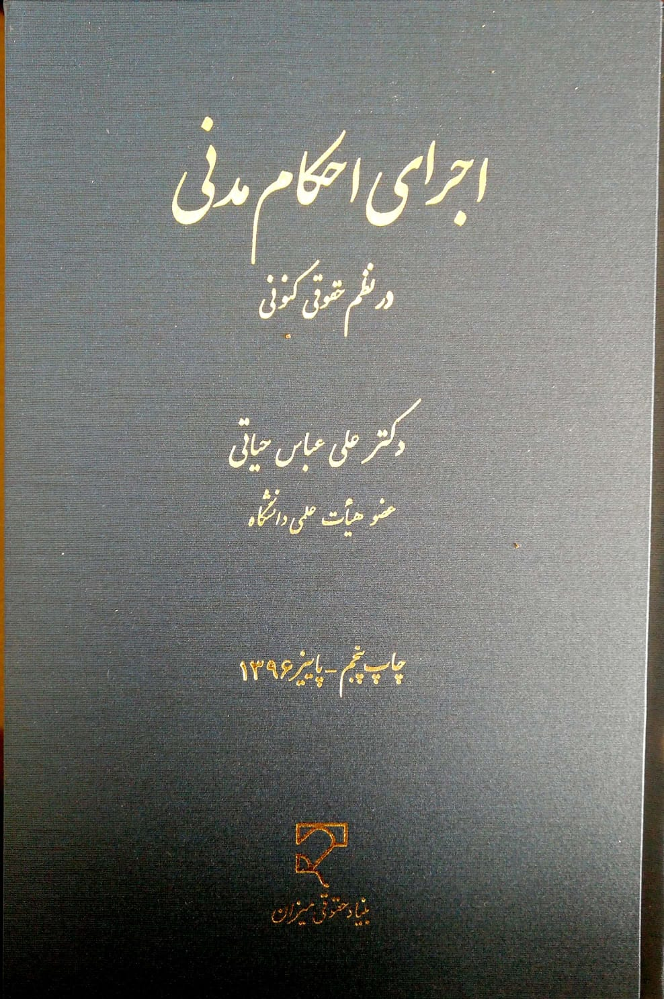 اجرای احکام مدنی
در نظم حقوقی کنونی
دکتر علی عباس حیاتی
عضو هیأت علمی دانشگاه
چاپ پنجم - پاییز ۱۳۹۶
بنیاد حقوقی میزان